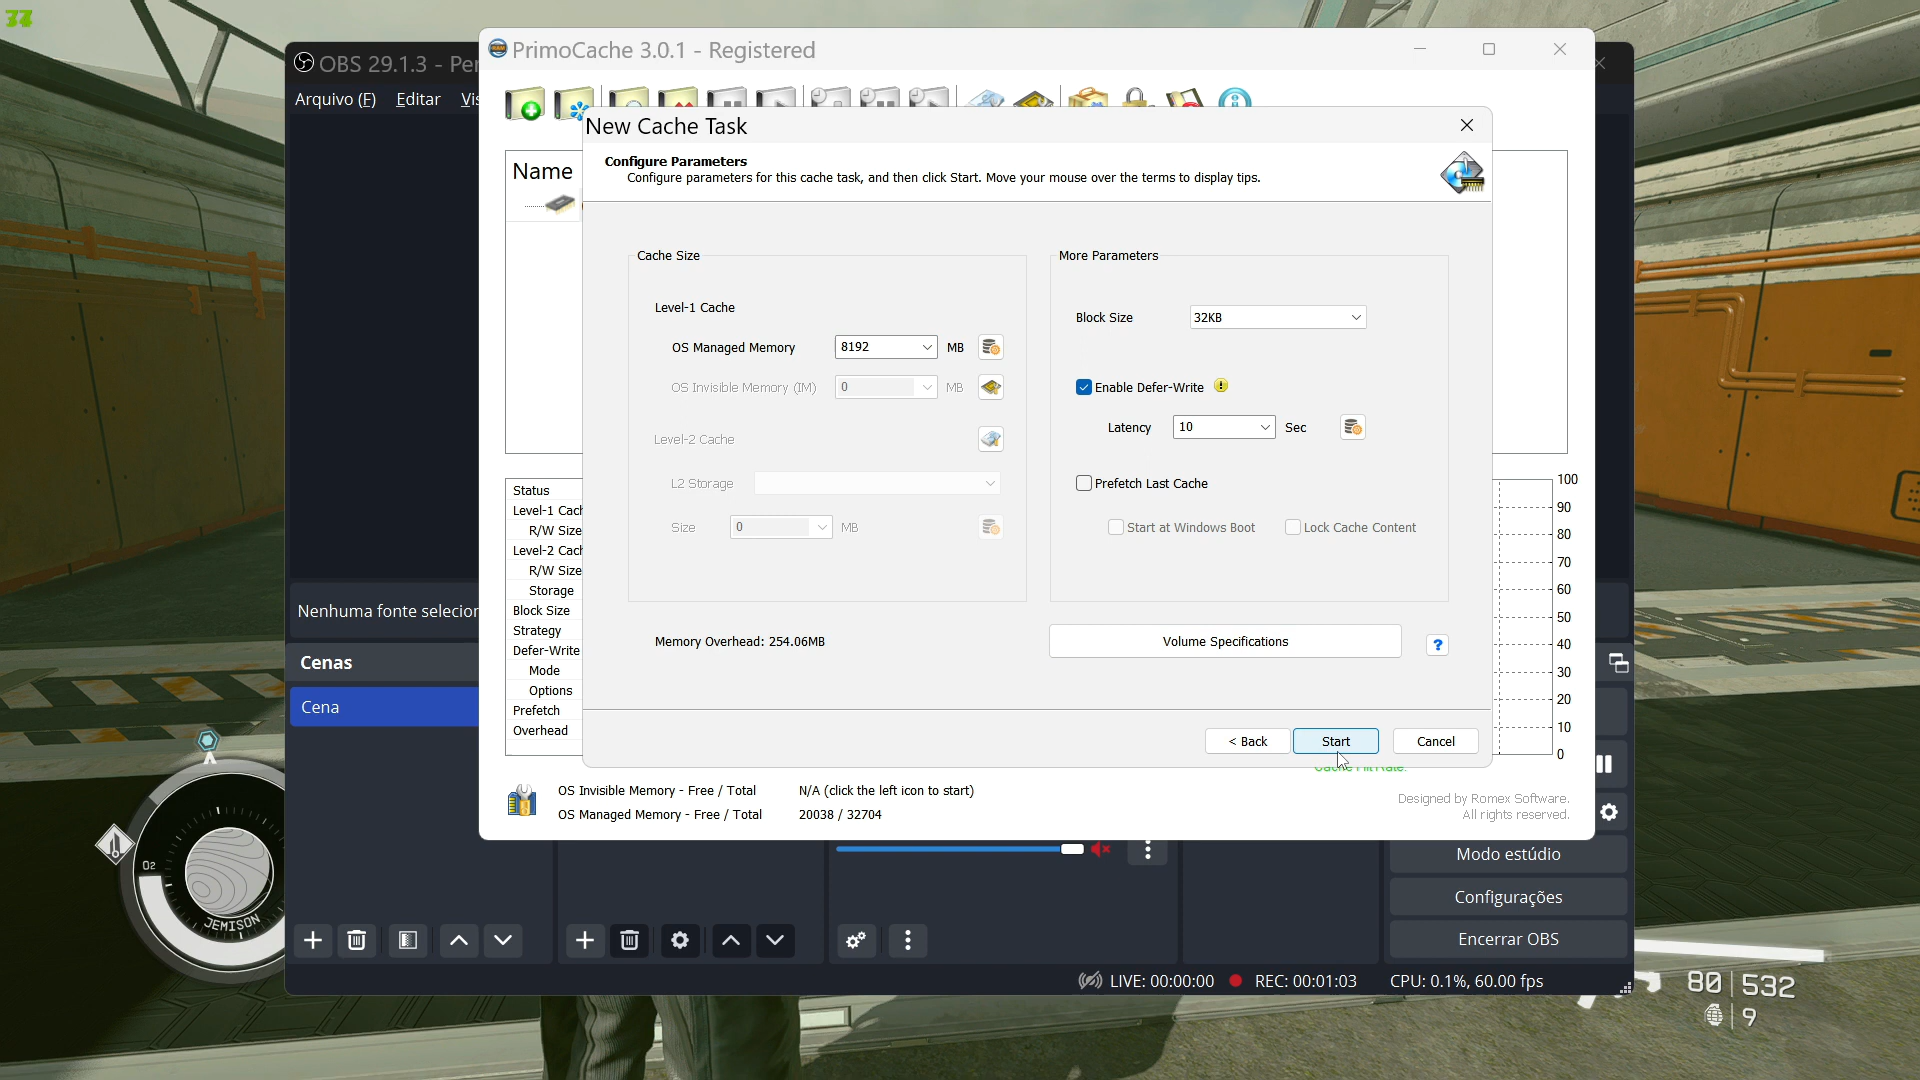 77
OBS 29.1.3 - Per
PrimoCache 3.0.1 - Registered
Arquivo (F) Editar Vis
New Cache Task
Configure Parameters
Configure parameters for this cache task, and then click Start. Move your mouse over the terms to display tips.
Name
Cache Size
Level-1 Cache
OS Managed Memory 8192 MB
OS Invisible Memory (IM) 0 MB
Level-2 Cache
L2 Storage
Size 0 MB
Memory Overhead: 254.06MB
More Parameters
Block Size 32KB
Enable Defer-Write
Latency 10 Sec
Prefetch Last Cache
Start at Windows Boot Lock Cache Content
Volume Specifications
?
< Back Start Cancel
Status
Level-1 Cach
R/W Size
Level-2 Cach
R/W Size
Storage
Block Size
Strategy
Defer-Write
Mode
Options
Prefetch
Overhead
100
90
80
70
60
50
40
30
20
10
0
Cache Hit Rate:
OS Invisible Memory - Free / Total N/A (click the left icon to start)
OS Managed Memory - Free / Total 20038 / 32704
Designed by Romex Software.
All rights reserved.
Nenhuma fonte selecion
Cenas
Cena
Modo estúdio
Configurações
Encerrar OBS
LIVE: 00:00:00 REC: 00:01:03 CPU: 0.1%, 60.00 fps
O2
JEMISON
80 532
9